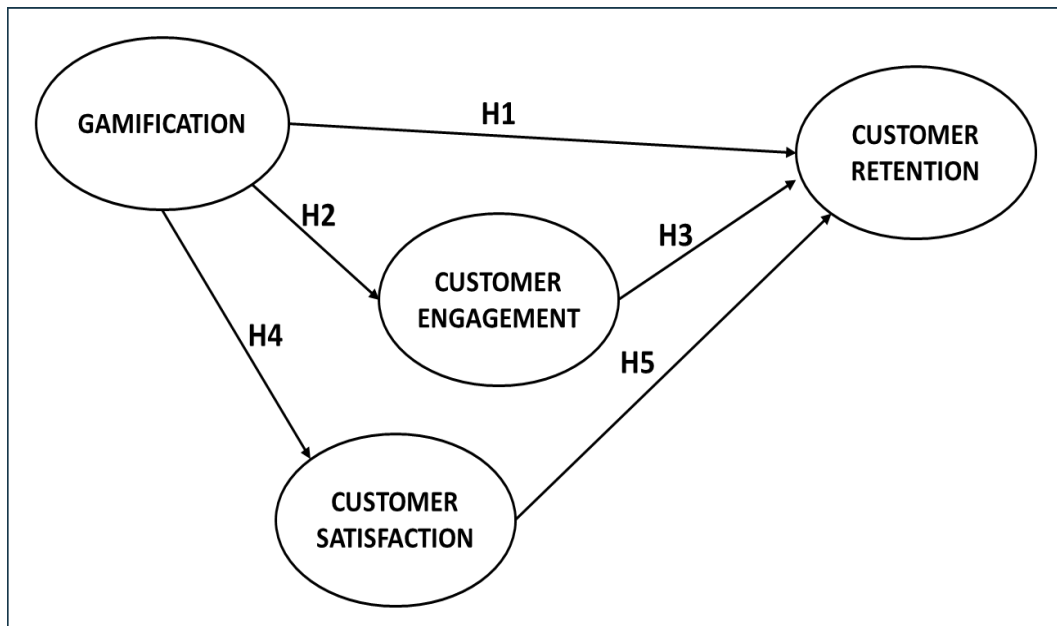 GAMIFICATION
H1
CUSTOMER
RETENTION
H2
H3
CUSTOMER
ENGAGEMENT
H4
H5
CUSTOMER
SATISFACTION